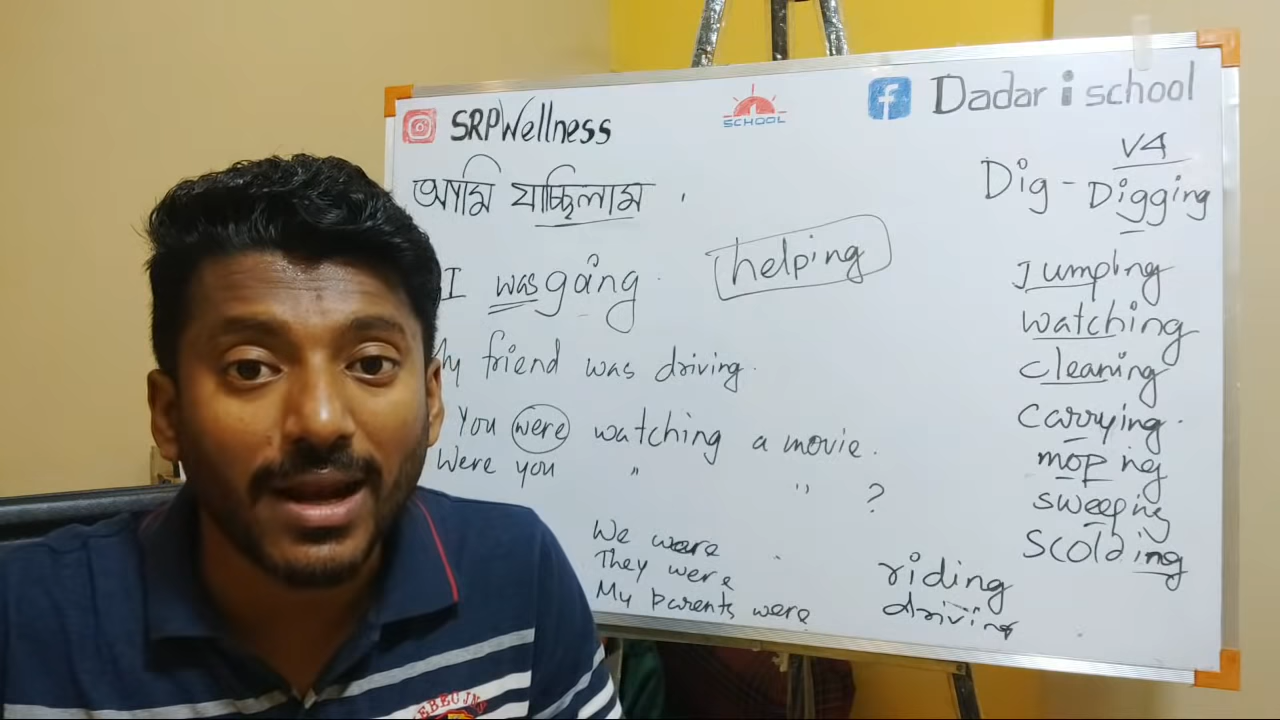 SRPWellness
SCHOOL
Dadar i school
আমি যাচ্ছিলাম .
V4
Dig - Digging
I was going .
helping
My friend was driving .
You were watching a movie .
Were you " " ?
We were .
They were
My parents were
riding
driving
Jumping
watching
cleaning
carrying .
mopping
sweeping
Scolding